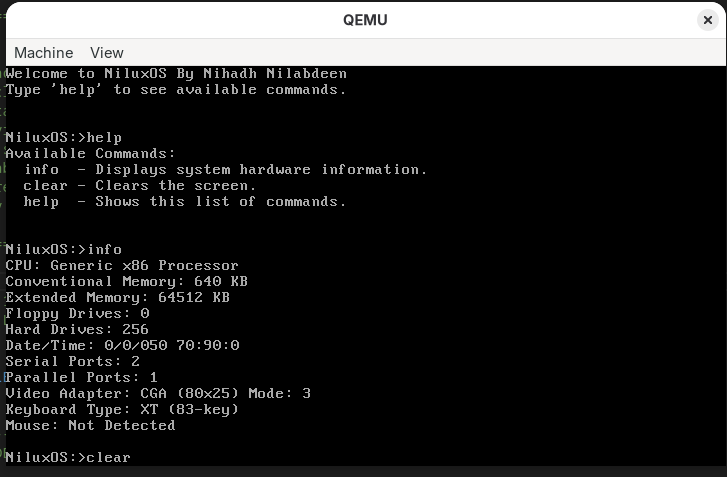 QEMU
Machine View
Welcome to NiluxOS By Nihadh Nilabdeen
Type 'help' to see available commands.
NiluxOS:>help
Available Commands:
info - Displays system hardware information.
clear - Clears the screen.
help - Shows this list of commands.
NiluxOS:>info
CPU: Generic x86 Processor
Conventional Memory: 640 KB
Extended Memory: 64512 KB
Floppy Drives: 0
Hard Drives: 256
Date/Time: 0/0/050 70:90:0
Serial Ports: 2
Parallel Ports: 1
Video Adapter: CGA (80x25) Mode: 3
Keyboard Type: XT (83-key)
Mouse: Not Detected
NiluxOS:>clear